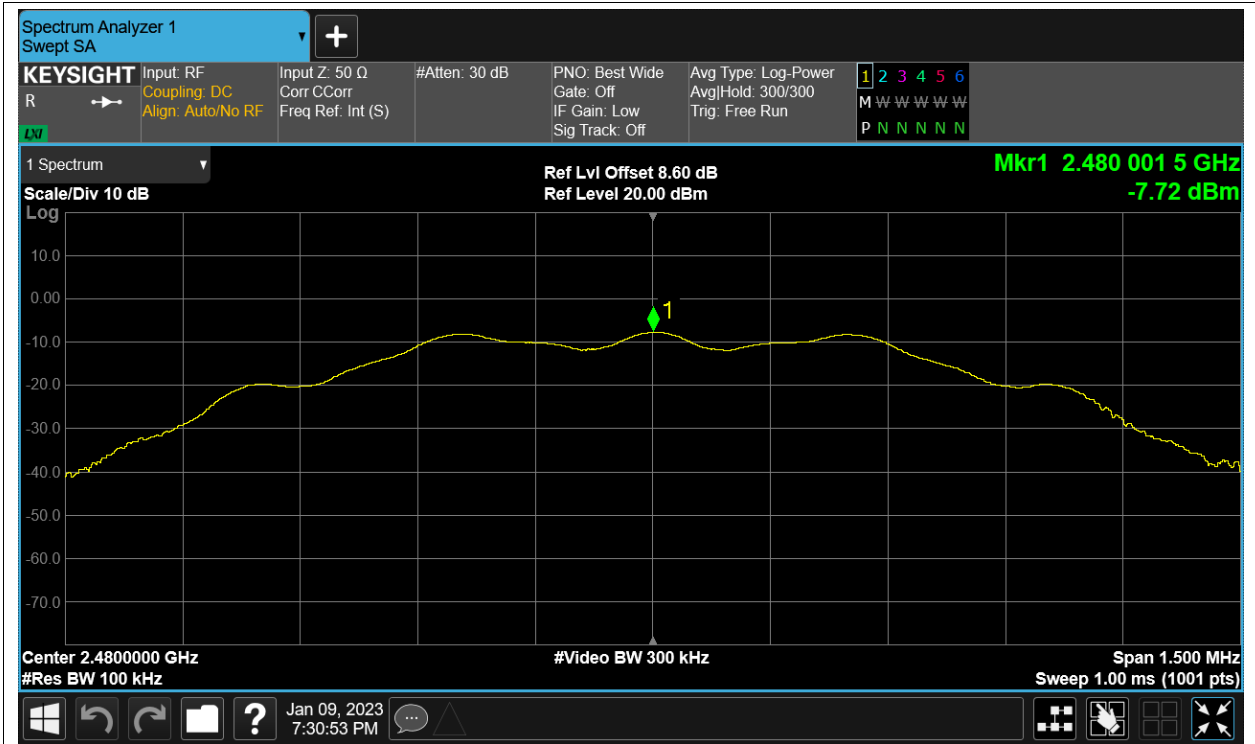 Spectrum Analyzer 1
Swept SA
+
KEYSIGHT
R
LXI
Input: RF
Coupling: DC
Align: Auto/No RF
Input Z: 50 Ω
Corr CCorr
Freq Ref: Int (S)
#Atten: 30 dB
PNO: Best Wide
Gate: Off
IF Gain: Low
Sig Track: Off
Avg Type: Log-Power
Avg|Hold: 300/300
Trig: Free Run
1 2 3 4 5 6
M W W W W W
P N N N N N
1 Spectrum
Scale/Div 10 dB
Log
Ref Lvl Offset 8.60 dB
Ref Level 20.00 dBm
Mkr1 2.480 001 5 GHz
-7.72 dBm
10.0
0.00
-10.0
-20.0
-30.0
-40.0
-50.0
-60.0
-70.0
1
Center 2.4800000 GHz
#Res BW 100 kHz
#Video BW 300 kHz
Span 1.500 MHz
Sweep 1.00 ms (1001 pts)
?
Jan 09, 2023
7:30:53 PM